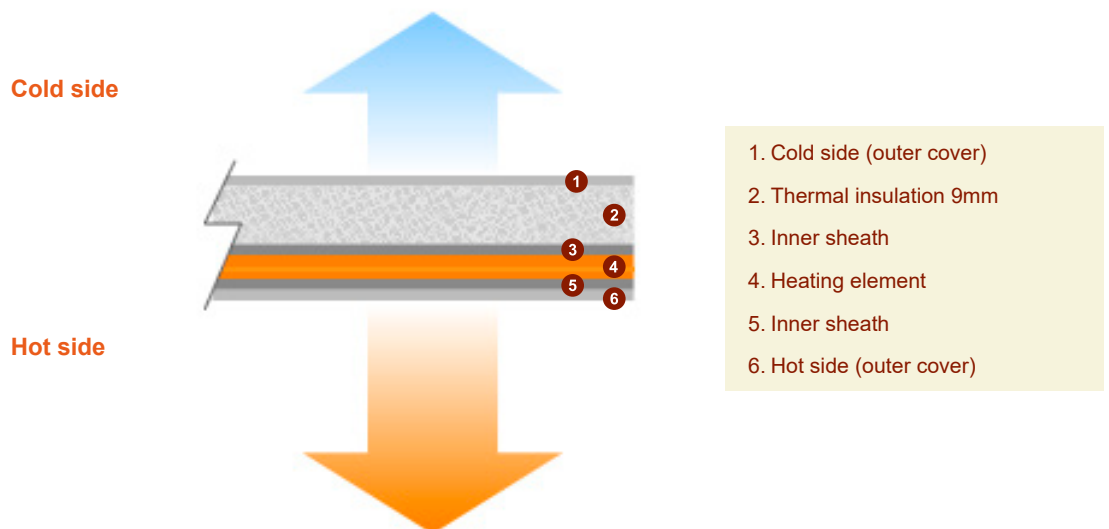 Cold side
1
2
3
4
5
6
Hot side
1. Cold side (outer cover)
2. Thermal insulation 9mm
3. Inner sheath
4. Heating element
5. Inner sheath
6. Hot side (outer cover)